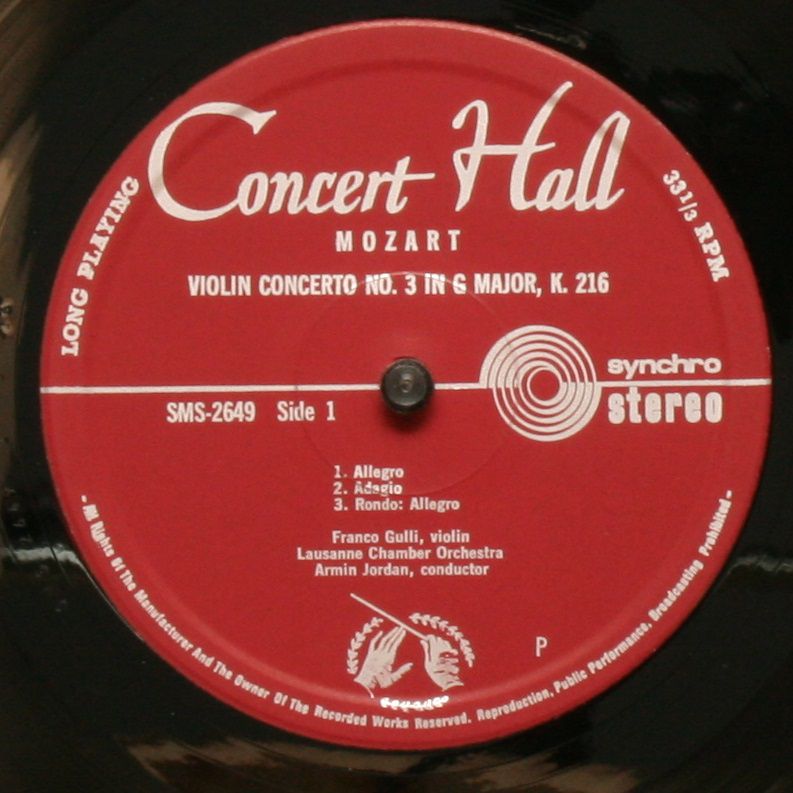 Concert Hall
LONG PLAYING
33 1/3 RPM
MOZART
VIOLIN CONCERTO NO. 3 IN G MAJOR, K. 216
synchro
stereo
SMS-2649 Side 1
1. Allegro
2. Adagio
3. Rondo: Allegro
Franco Gulli, violin
Lausanne Chamber Orchestra
Armin Jordan, conductor
P
- All Rights Of The Manufacturer And The Owner Of The Recorded Works Reserved. Reproduction, Public Performance, Broadcasting Prohibited -